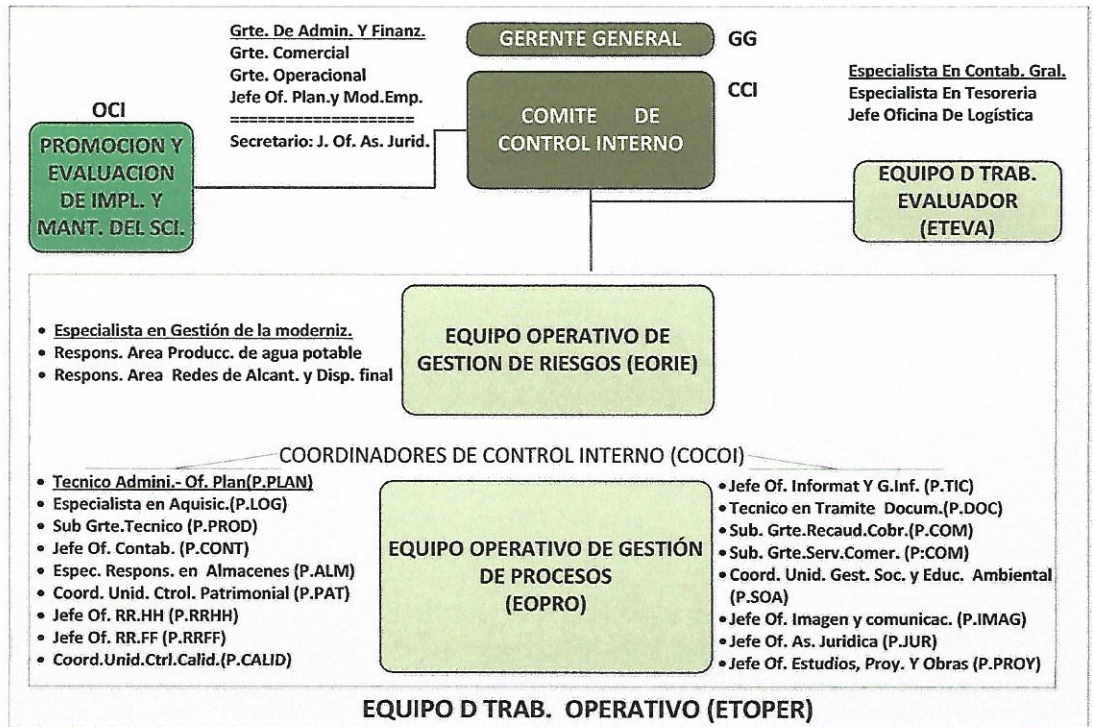 Grte. De Admin. Y Finanz.
Grte. Comercial
Grte. Operacional
Jefe Of. Plan.y Mod.Emp.
=====================
Secretario: J. Of. As. Jurid.
GERENTE GENERAL
GG
COMITE DE
CONTROL INTERNO
CCI
Especialista En Contab. Gral.
Especialista En Tesoreria
Jefe Oficina De Logística
OCI
PROMOCION Y
EVALUACION
DE IMPL. Y
MANT. DEL SCI.
EQUIPO D TRAB.
EVALUADOR
(ETEVA)
• Especialista en Gestión de la moderniz.
• Respons. Area Producc. de agua potable
• Respons. Area Redes de Alcant. y Disp. final
EQUIPO OPERATIVO DE
GESTION DE RIESGOS (EORIE)
COORDINADORES DE CONTROL INTERNO (COCOI)
• Tecnico Admini.- Of. Plan(P.PLAN)
• Especialista en Aquisic.(P.LOG)
• Sub Grte.Tecnico (P.PROD)
• Jefe Of. Contab. (P.CONT)
• Espec. Respons. en Almacenes (P.ALM)
• Coord. Unid. Ctrol. Patrimonial (P.PAT)
• Jefe Of. RR.HH (P.RRHH)
• Jefe Of. RR.FF (P.RRFF)
• Coord.Unid.Ctrl.Calid.(P.CALID)
EQUIPO OPERATIVO DE GESTIÓN
DE PROCESOS
(EOPRO)
• Jefe Of. Informat Y G.Inf. (P.TIC)
• Tecnico en Tramite Docum.(P.DOC)
• Sub. Grte.Recaud.Cobr.(P.COM)
• Sub. Grte.Serv.Comer. (P:COM)
• Coord. Unid. Gest. Soc. y Educ. Ambiental
(P.SOA)
• Jefe Of. Imagen y comunicac. (P.IMAG)
• Jefe Of. As. Juridica (P.JUR)
• Jefe Of. Estudios, Proy. Y Obras (P.PROY)
EQUIPO D TRAB. OPERATIVO (ETOPER)